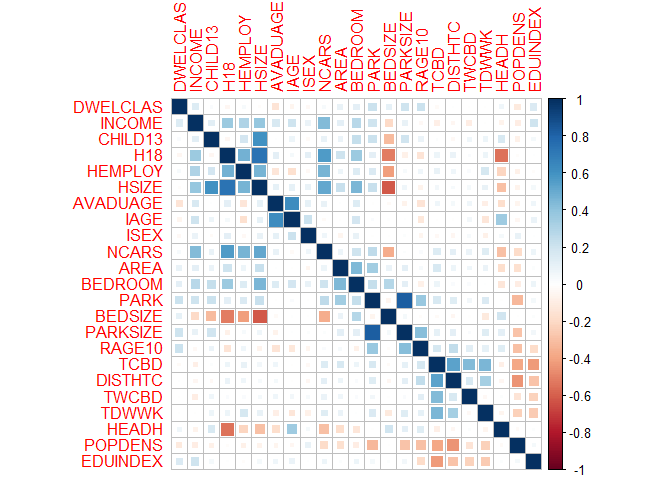 DWELCLAS INCOME CHILD13 H18 HEMPLOY HSIZE AVADUAGE IAGE ISEX NCARS AREA BEDROOM PARK BEDSIZE PARKSIZE RAGE10 TCBD DISTHTC TWCBD TDWWK HEADH POPDENS EDUINDEX
DWELCLAS
INCOME
CHILD13
H18
HEMPLOY
HSIZE
AVADUAGE
IAGE
ISEX
NCARS
AREA
BEDROOM
PARK
BEDSIZE
PARKSIZE
RAGE10
TCBD
DISTHTC
TWCBD
TDWWK
HEADH
POPDENS
EDUINDEX
1
0.8
0.6
0.4
0.2
0
-0.2
-0.4
-0.6
-0.8
-1